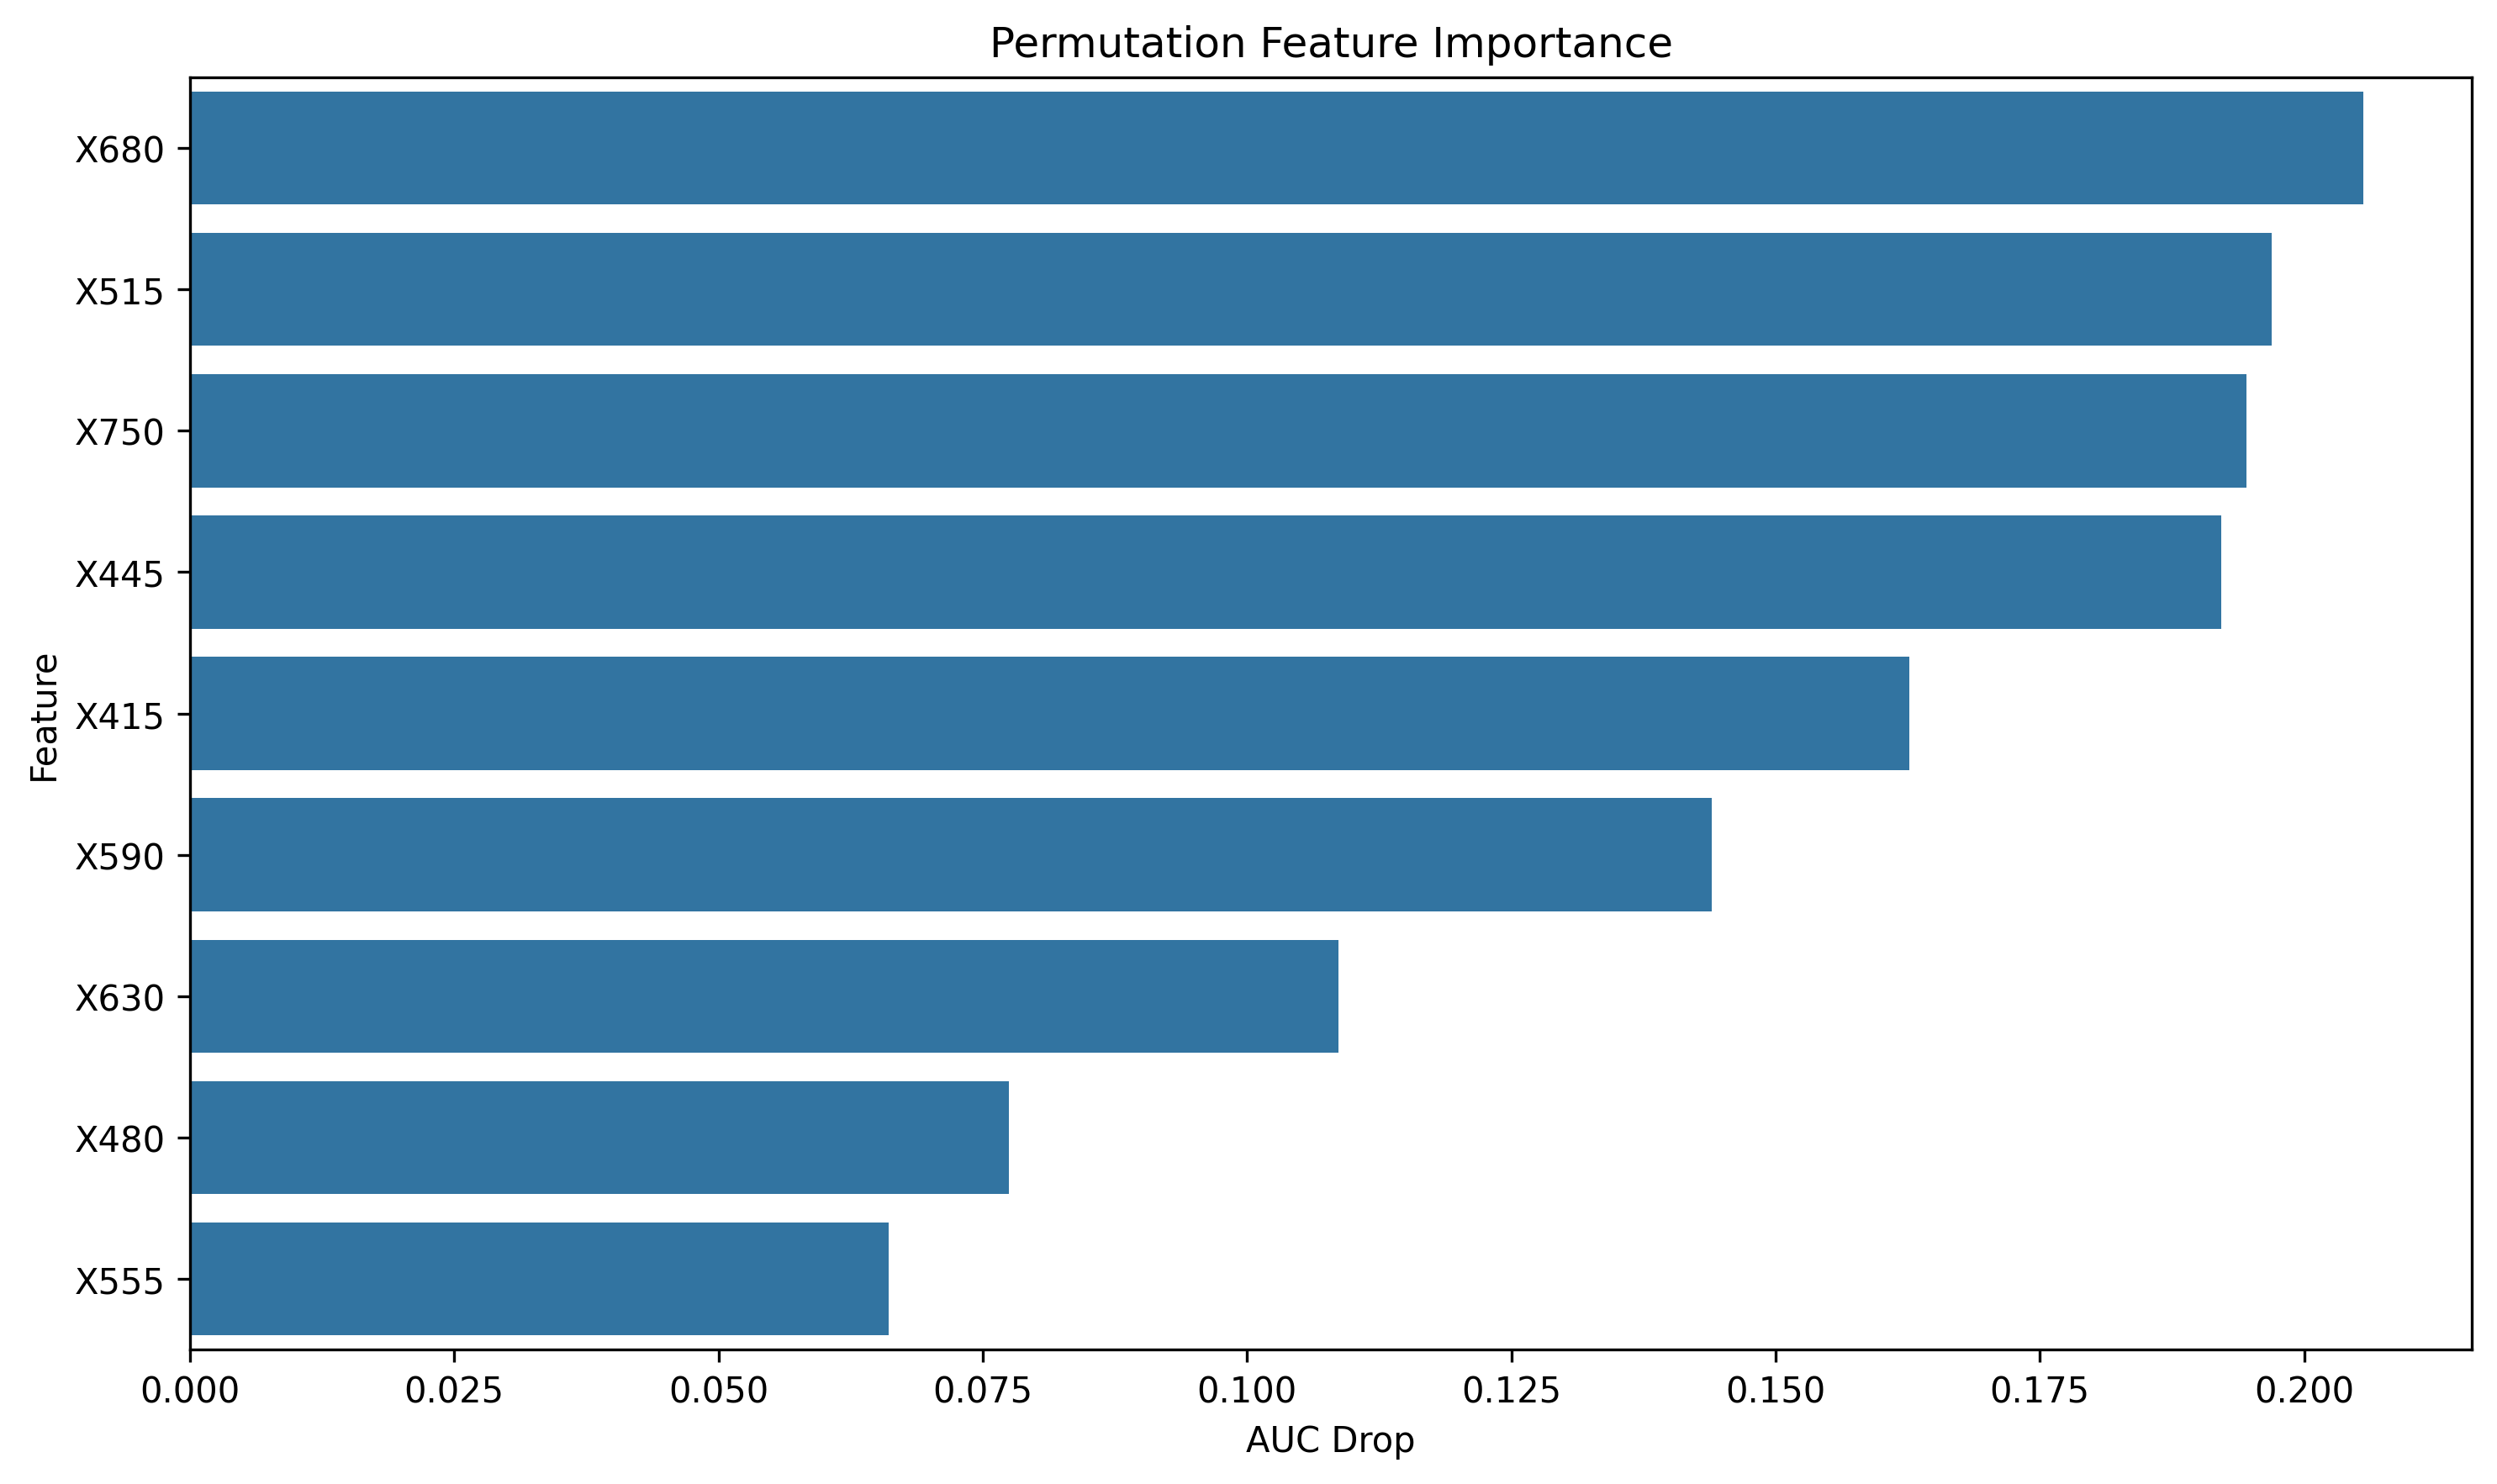 Permutation Feature Importance
X680
X515
X750
X445
X415
X590
X630
X480
X555
Feature
0.000 0.025 0.050 0.075 0.100 0.125 0.150 0.175 0.200
AUC Drop